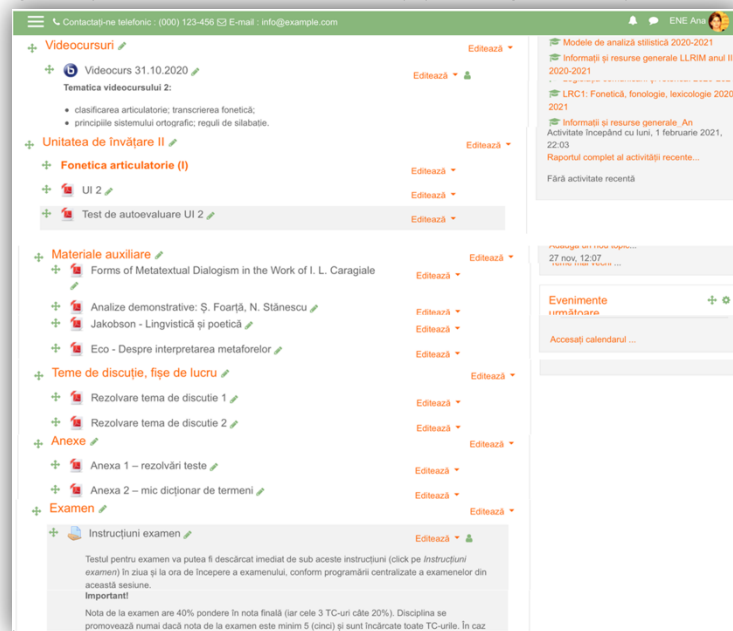 Contactați-ne telefonic : (000) 123-456 E-mail : info@example.com
ENE Ana
Videocursuri
Editează
Videocurs 31.10.2020
Editează
Tematica videocursului 2:
clasificarea articulatorie; transcrierea fonetică;
principiile sistemului ortografic; reguli de silabație.
Unitatea de învățare II
Editează
Fonetica articulatorie (I)
Editează
UI 2
Editează
Test de autoevaluare UI 2
Editează
Materiale auxiliare
Editează
Forms of Metatextual Dialogism in the Work of I. L. Caragiale
Editează
Analize demonstrative: Ș. Foarță, N. Stănescu
Editează
Jakobson - Lingvistică și poetică
Editează
Eco - Despre interpretarea metaforelor
Editează
Teme de discuție, fișe de lucru
Editează
Rezolvare tema de discutie 1
Editează
Rezolvare tema de discutie 2
Editează
Anexe
Editează
Anexa 1 – rezolvări teste
Editează
Anexa 2 – mic dicționar de termeni
Editează
Examen
Editează
Instrucțiuni examen
Editează
Testul pentru examen va putea fi descărcat imediat de sub aceste instrucțiuni (click pe Instrucțiuni
examen) în ziua și la ora de începere a examenului, conform programării centralizate a examenelor din
această sesiune.
Important!
Nota de la examen are 40% pondere în nota finală (iar cele 3 TC-uri câte 20%). Disciplina se
promovează numai dacă nota de la examen este minim 5 (cinci) și sunt încărcate toate TC-urile. În caz
Modele de analiză stilistică 2020-2021
Informații și resurse generale LLRIM anul II
2020-2021
LRC1: Fonetică, fonologie, lexicologie 2020
2021
Informații si resurse generale_An
Activitate începând cu luni, 1 februarie 2021,
22:03
Raportul complet al activității recente...
Fără activitate recentă
27 nov, 12:07
Evenimente
următoare
Accesați calendarul ...